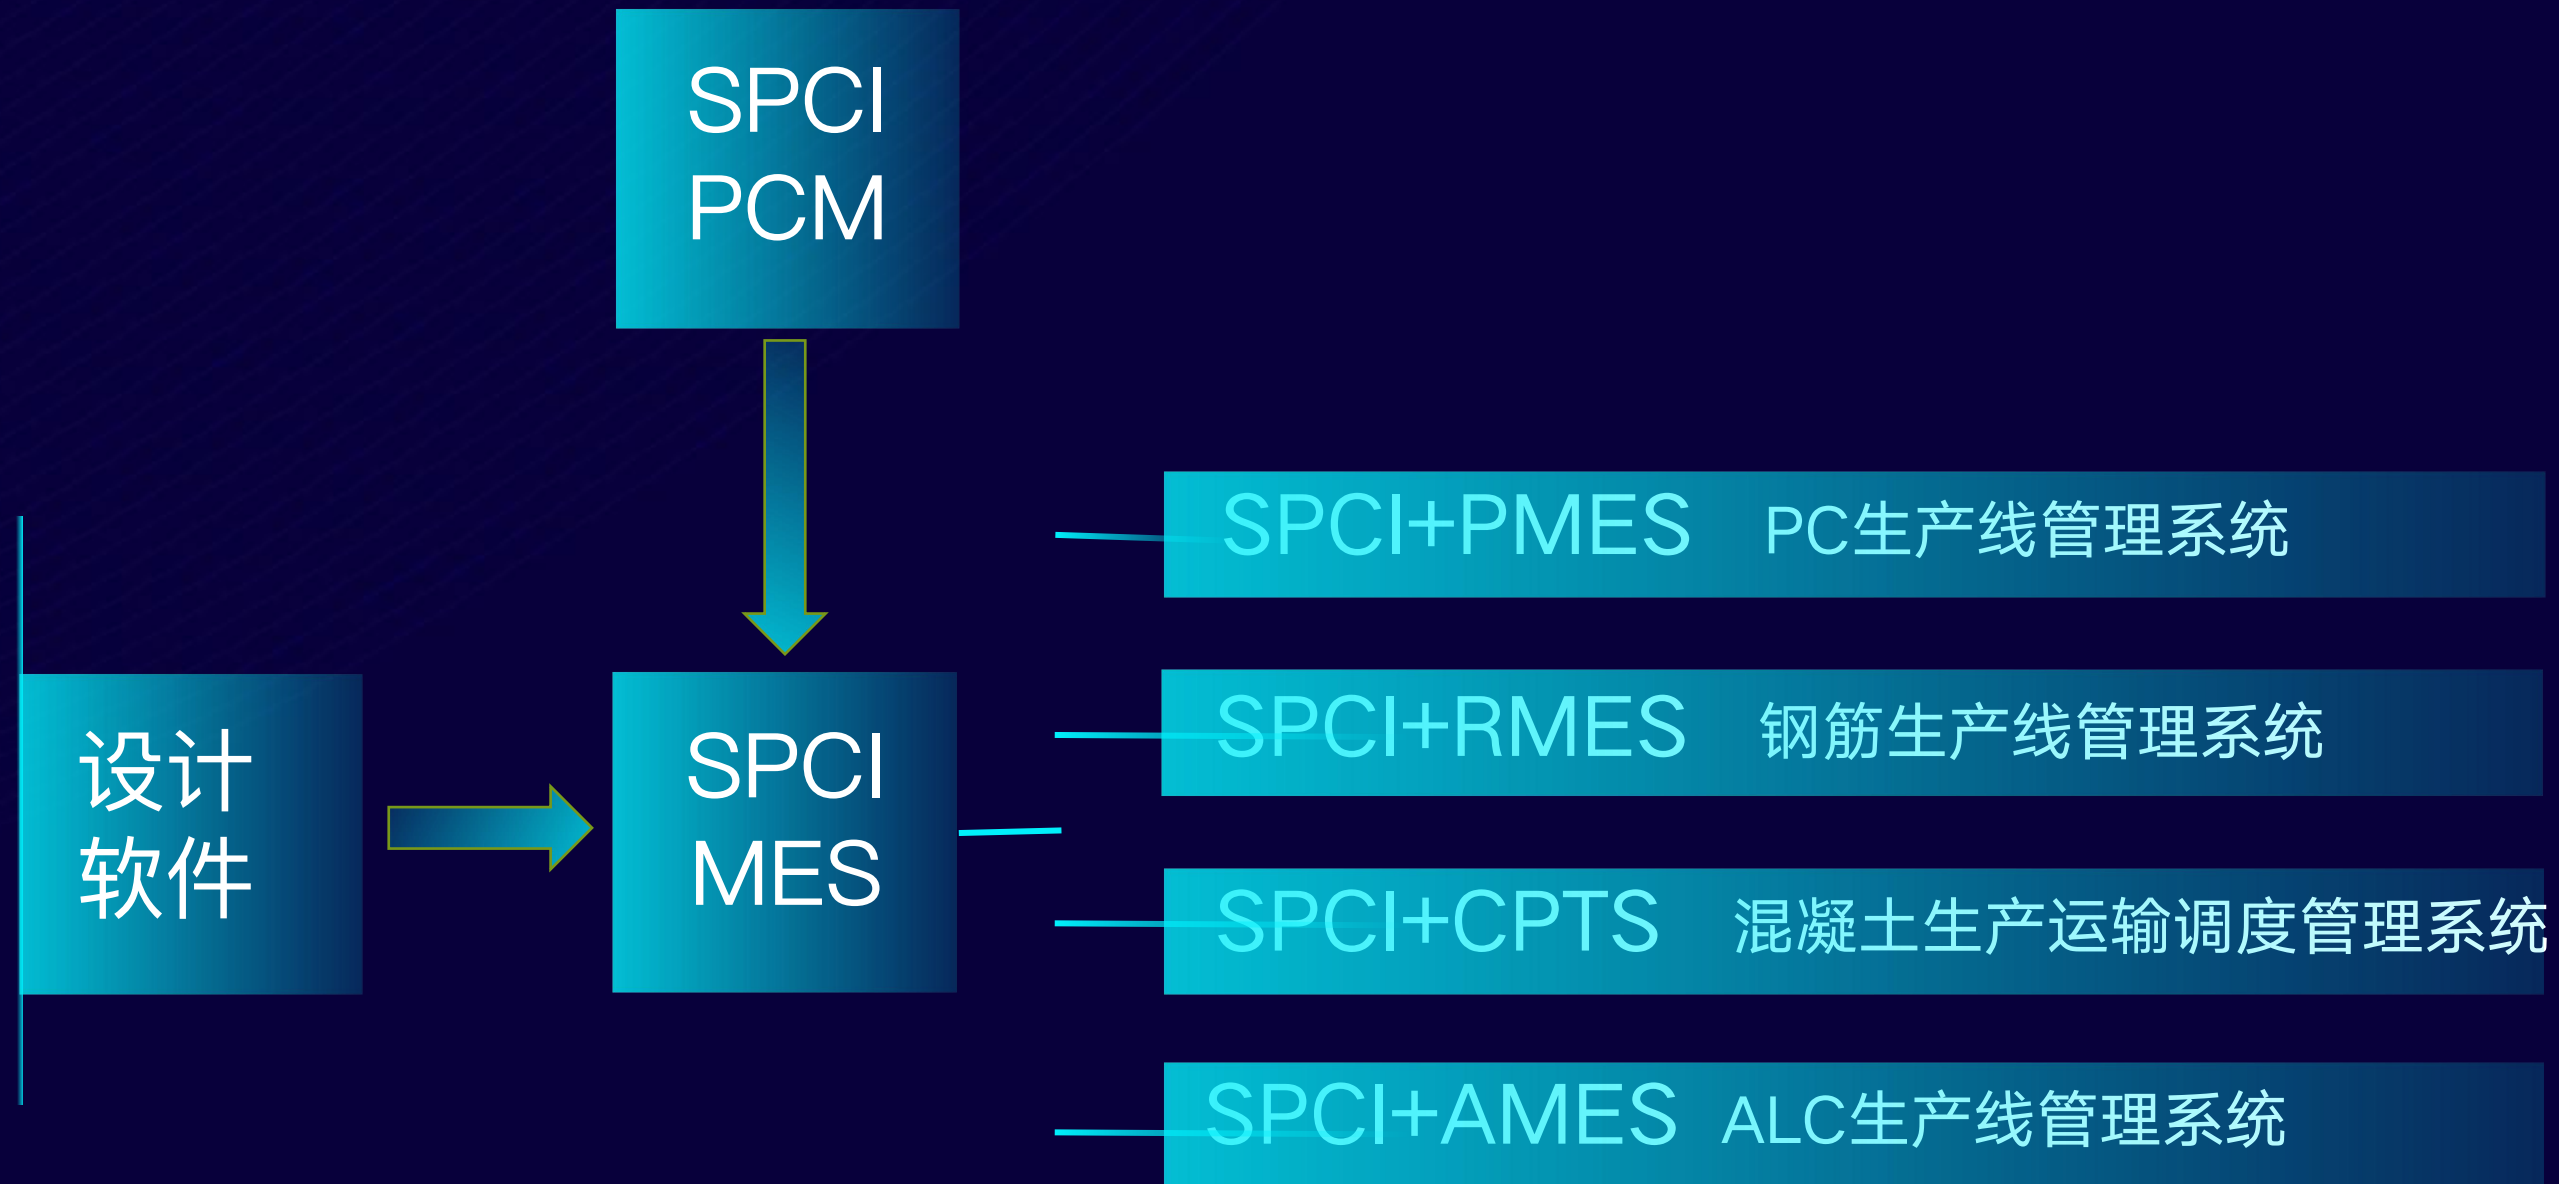 SPCI
PCM
设计
软件
SPCI
MES
SPCI+PMES PC生产线管理系统
SPCI+RMES 钢筋生产线管理系统
SPCI+CPTS 混凝土生产运输调度管理系统
SPCI+AMES ALC生产线管理系统